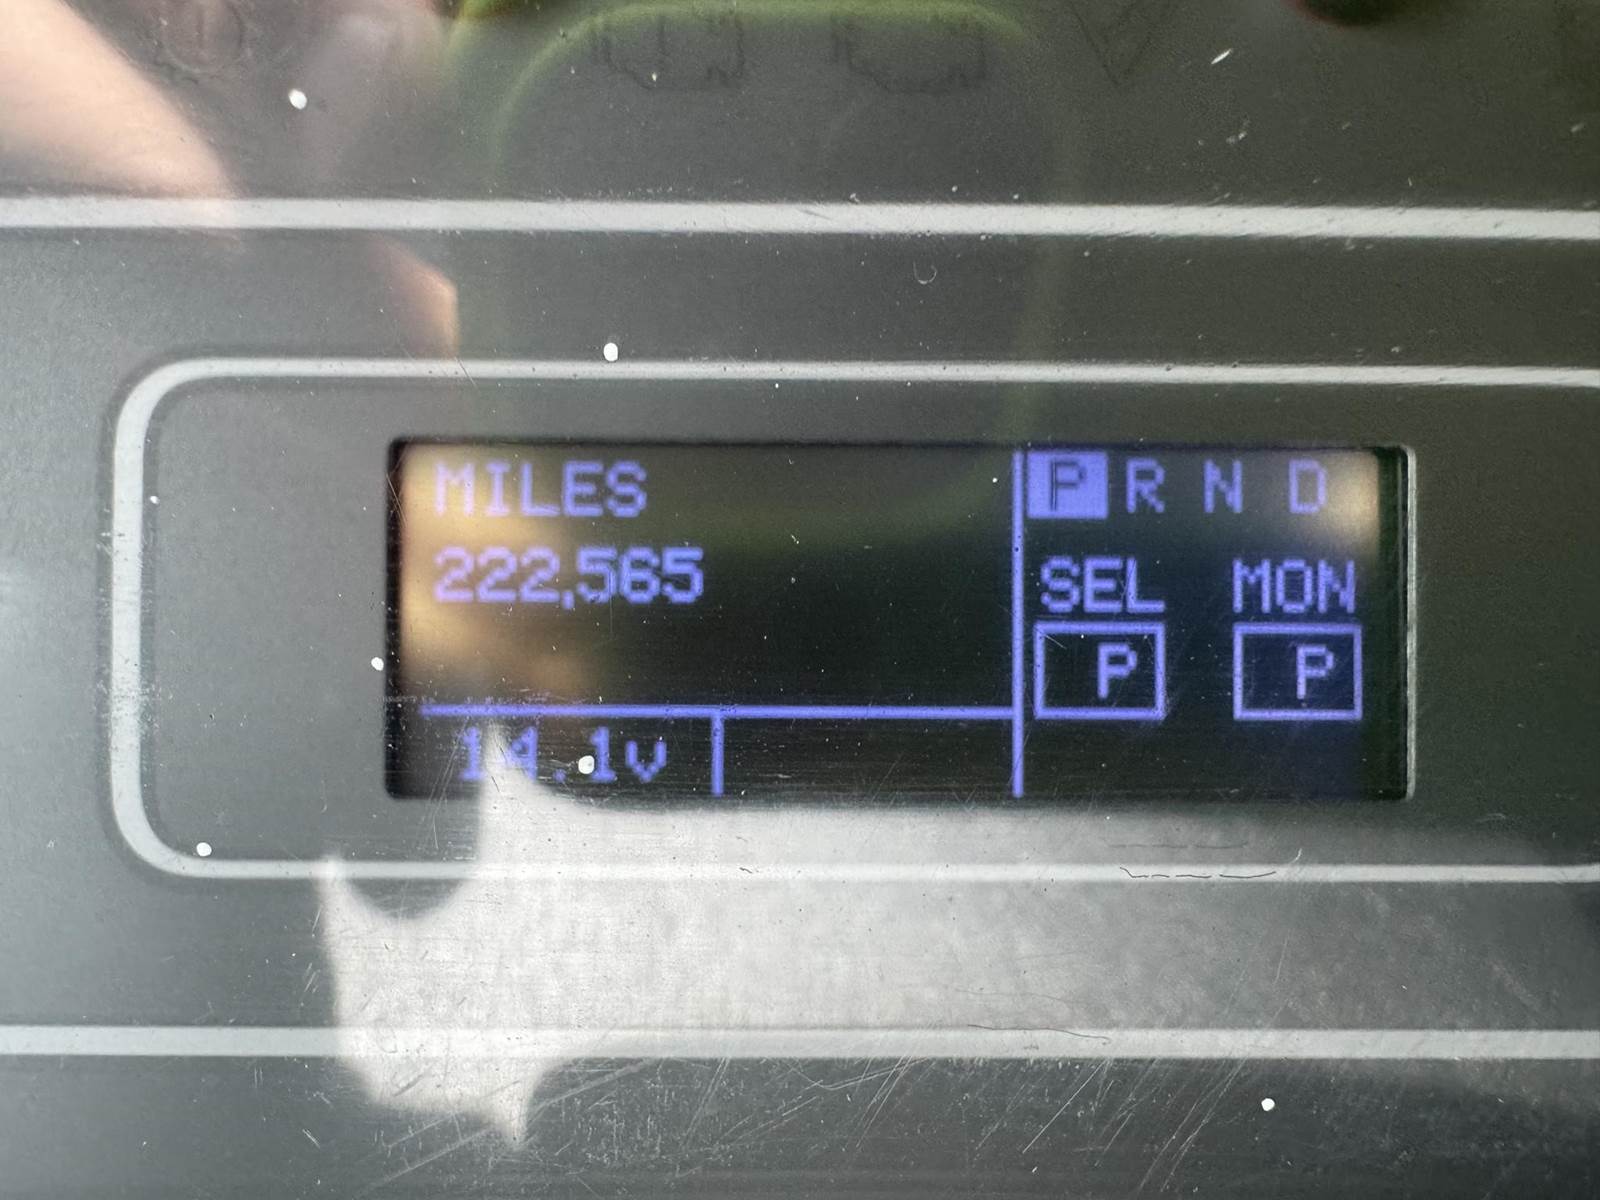 MILES
222,565
14.1v
P R N D
SEL MON
P P